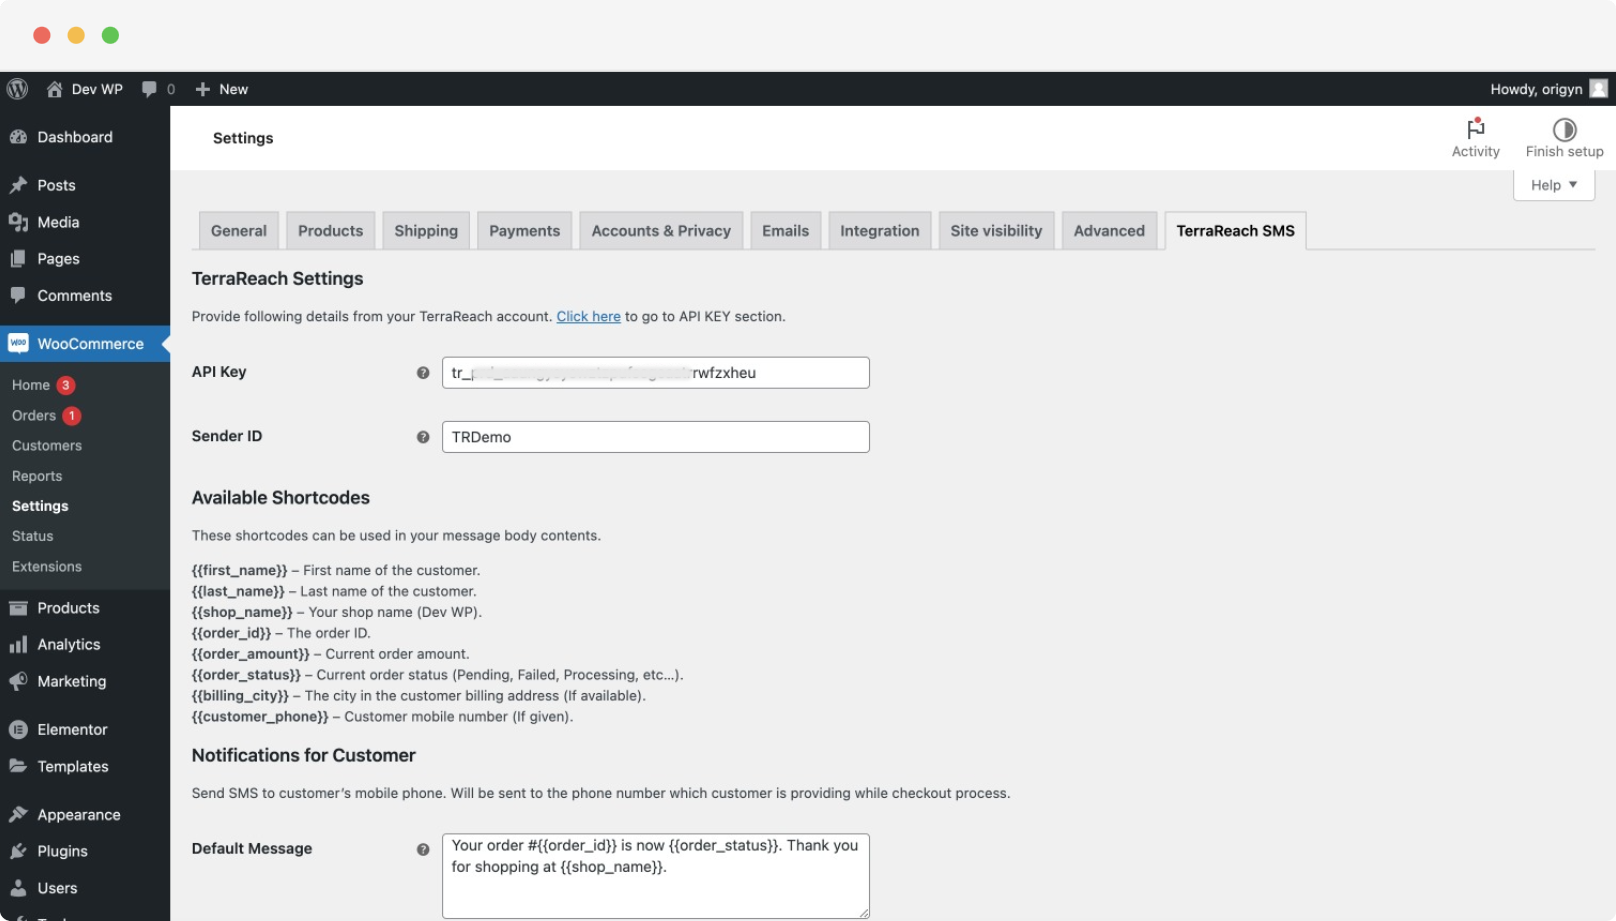 Dev WP 0 New Howdy, origyn
Dashboard
Posts
Media
Pages
Comments
WooCommerce
Home 3
Orders 1
Customers
Reports
Settings
Status
Extensions
Products
Analytics
Marketing
Elementor
Templates
Appearance
Plugins
Users
Settings
Activity
Finish setup
Help
General Products Shipping Payments Accounts & Privacy Emails Integration Site visibility Advanced TerraReach SMS
TerraReach Settings
Provide following details from your TerraReach account. Click here to go to API KEY section.
API Key
Sender ID TRDemo
Available Shortcodes
These shortcodes can be used in your message body contents.
{{first_name}} – First name of the customer.
{{last_name}} – Last name of the customer.
{{shop_name}} – Your shop name (Dev WP).
{{order_id}} – The order ID.
{{order_amount}} – Current order amount.
{{order_status}} – Current order status (Pending, Failed, Processing, etc...).
{{billing_city}} – The city in the customer billing address (If available).
{{customer_phone}} – Customer mobile number (If given).
Notifications for Customer
Send SMS to customer’s mobile phone. Will be sent to the phone number which customer is providing while checkout process.
Default Message
Your order #{{order_id}} is now {{order_status}}. Thank you
for shopping at {{shop_name}}.